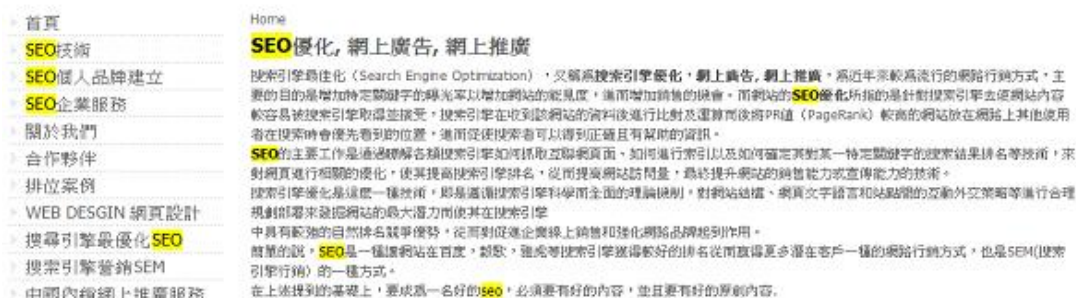 首頁
SEO技術
SEO個人品牌建立
SEO企業服務
關於我們
合作夥伴
排位案例
WEB DESGIN 網頁設計
搜尋引擎最優化SEO
搜索引擎營銷SEM
中國內銷網上推廣服務
Home
SEO優化, 網上廣告, 網上推廣
搜索引擎最佳化（Search Engine Optimization），又稱爲搜索引擎優化，網上廣告, 網上推廣，爲近年來較爲流行的網路行銷方式，主
要的目的是增加特定關鍵字的曝光率以增加網站的能見度，進而增加銷售的機會。而網站的SEO優化所指的是針對搜索引擎去使網站內容
較容易被搜索引擎取得並接受，搜索引擎在收到該網站的資料後進行比對及運算而後將PR值（PageRank）較高的網站放在網路上其他使用
者在搜索時會優先看到的位置，進而促使搜索者可以得到正確且有幫助的資訊。
SEO的主要工作是通過瞭解各類搜索引擎如何抓取互聯網頁面、如何進行索引以及如何確定其對某一特定關鍵字的搜索結果排名等技術，來
對網頁進行相關的優化，使其提高搜索引擎排名，從而提高網站訪問量，最終提升網站的銷售能力或宣傳能力的技術。
搜索引擎優化是這麽一種技術，即是遵循搜索引擎科學而全面的理論機制，對網站結構、網頁文字語言和站點間的互動外交策略等進行合理
規劃部署來發掘網站的最大潛力而使其在搜索引擎
中具有較強的自然排名競爭優勢，從而對促進企業線上銷售和強化網路品牌起到作用。
簡單的說，SEO是一種讓網站在百度，穀歌，雅虎等搜索引擎獲得較好的排名從而贏得更多潛在客戶一種的網路行銷方式，也是SEM(搜索
引擎行銷）的一種方式。
在上述提到的基礎上，要成爲一名好的seo，必須要有好的內容，並且要有好的原創內容.